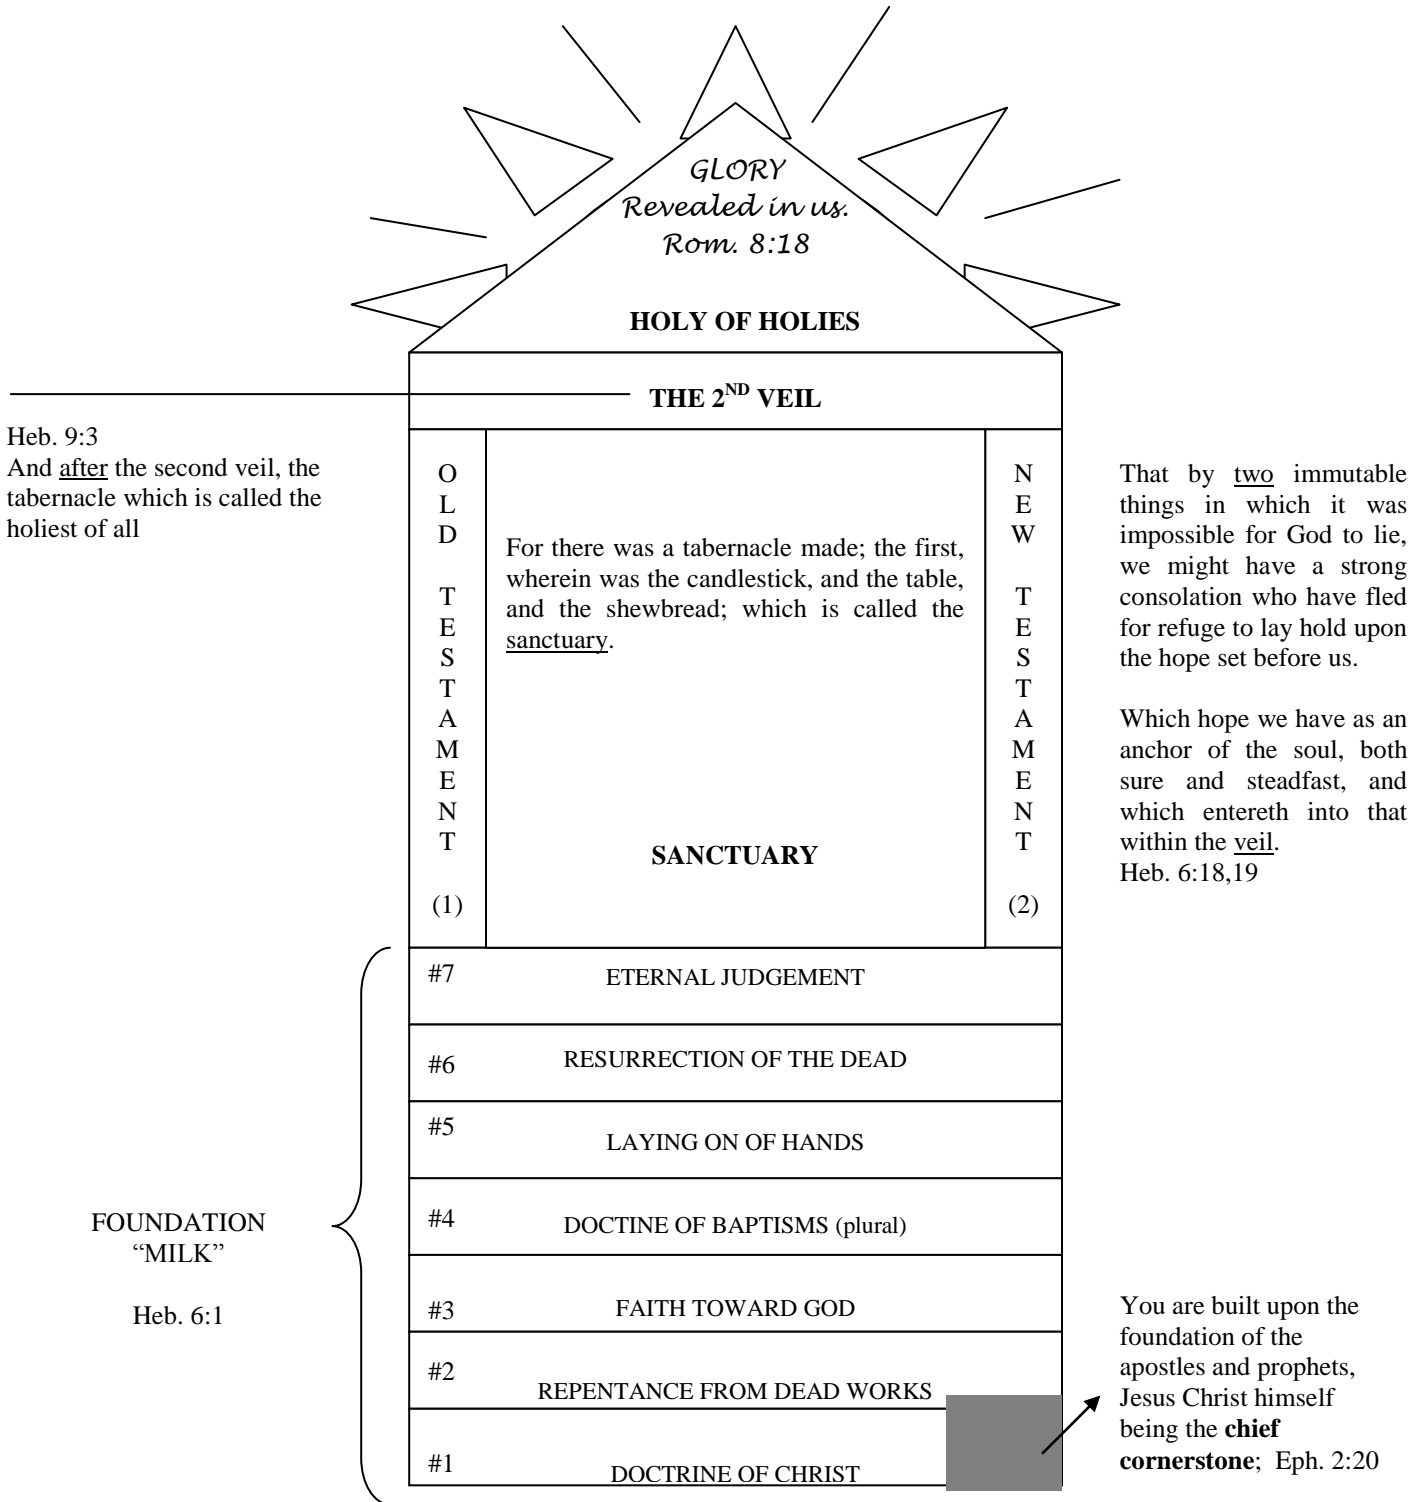 GLORY
Revealed in us.
Rom. 8:18
HOLY OF HOLIES
THE 2ND VEIL
Heb. 9:3
And after the second veil, the
tabernacle which is called the
holiest of all
O
L
D
T
E
S
T
A
M
E
N
T
(1)
For there was a tabernacle made; the first,
wherein was the candlestick, and the table,
and the shewbread; which is called the
sanctuary.
SANCTUARY
N
E
W
T
E
S
T
A
M
E
N
T
(2)
That by two immutable
things in which it was
impossible for God to lie,
we might have a strong
consolation who have fled
for refuge to lay hold upon
the hope set before us.
Which hope we have as an
anchor of the soul, both
sure and steadfast, and
which entereth into that
within the veil.
Heb. 6:18,19
#7 ETERNAL JUDGEMENT
#6 RESURRECTION OF THE DEAD
#5 LAYING ON OF HANDS
#4 DOCTINE OF BAPTISMS (plural)
#3 FAITH TOWARD GOD
#2 REPENTANCE FROM DEAD WORKS
#1 DOCTRINE OF CHRIST
FOUNDATION
“MILK”
Heb. 6:1
You are built upon the
foundation of the
apostles and prophets,
Jesus Christ himself
being the chief
cornerstone; Eph. 2:20